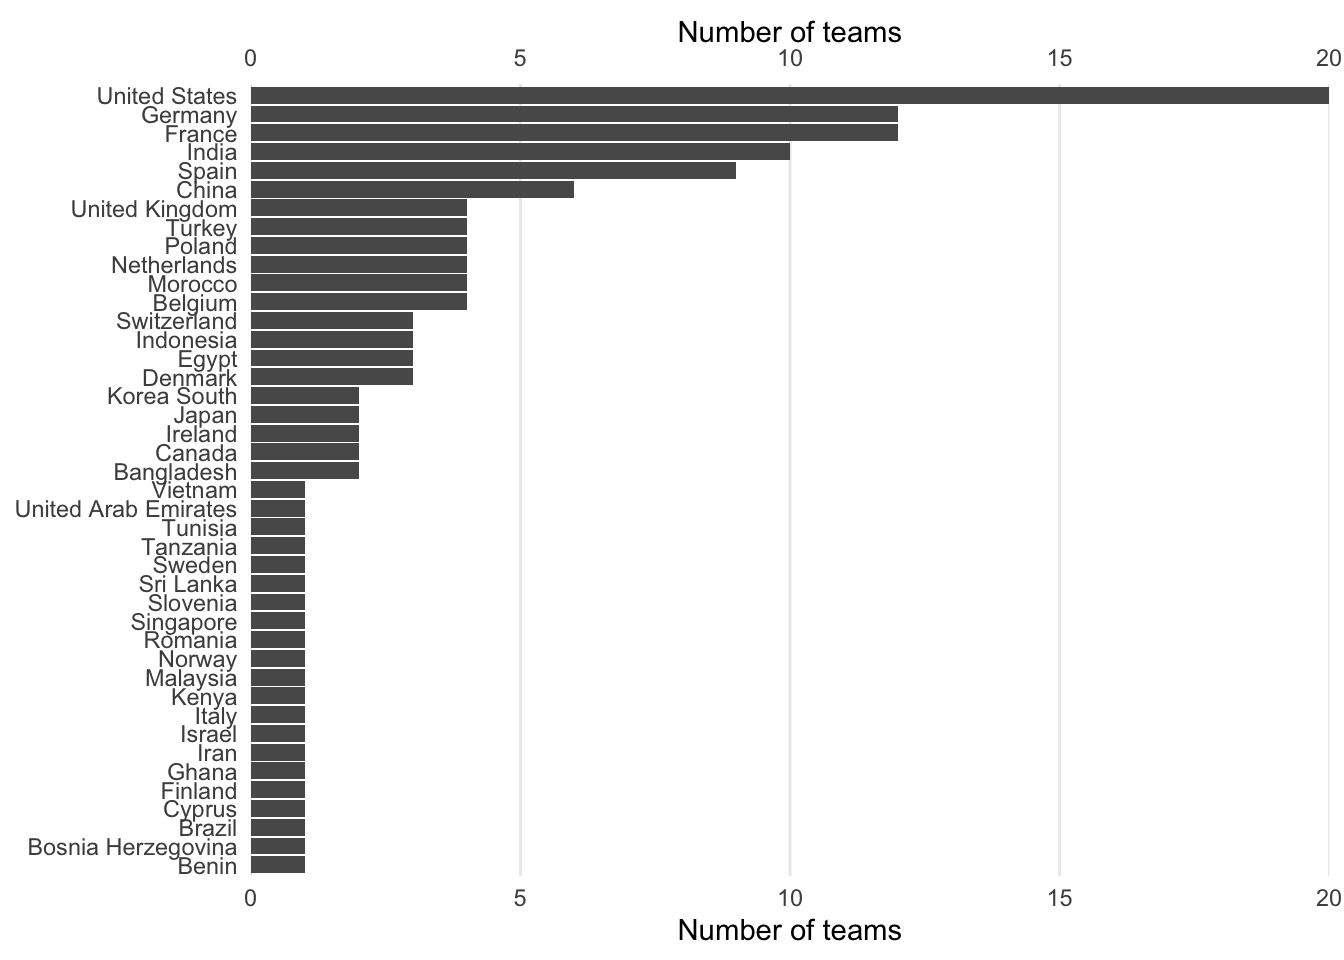 Number of teams
0 5 10 15 20
United States
Germany
France
India
Spain
China
United Kingdom
Turkey
Poland
Netherlands
Morocco
Belgium
Switzerland
Indonesia
Egypt
Denmark
Korea South
Japan
Ireland
Canada
Bangladesh
Vietnam
United Arab Emirates
Tunisia
Tanzania
Sweden
Sri Lanka
Slovenia
Singapore
Romania
Norway
Malaysia
Kenya
Italy
Israel
Iran
Ghana
Finland
Cyprus
Brazil
Bosnia Herzegovina
Benin
0 5 10 15 20
Number of teams